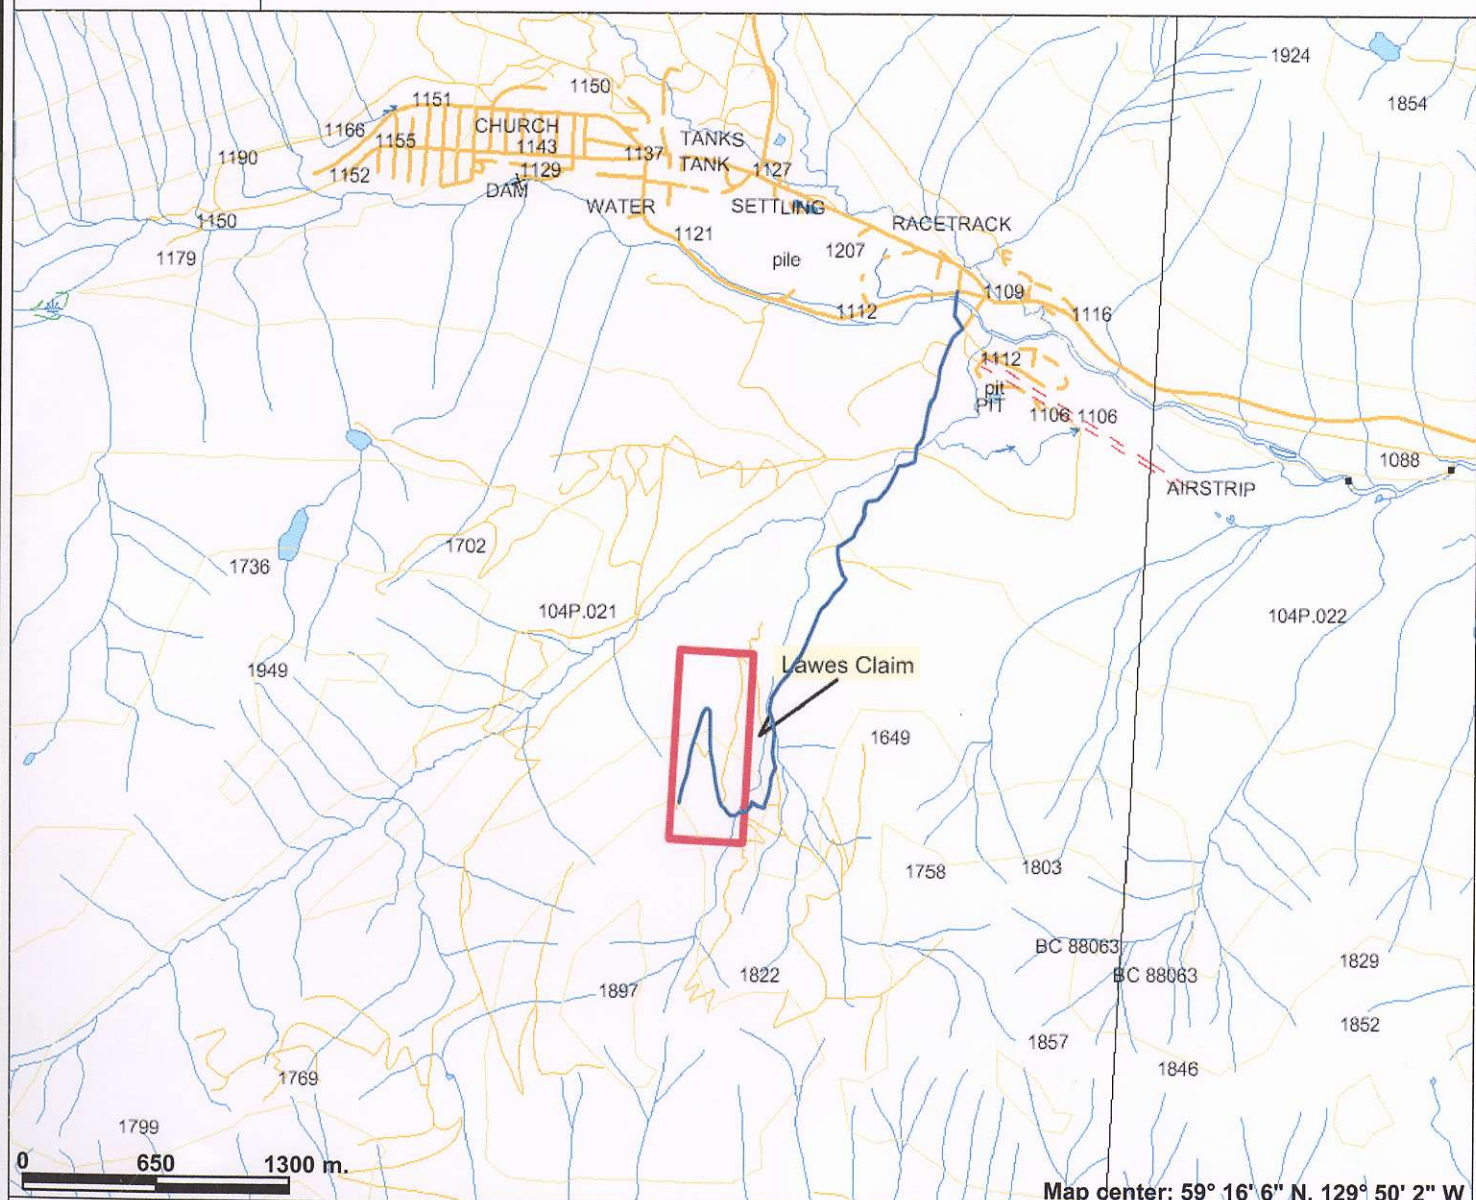 1924
1854
1150
1151
1166
CHURCH
1155
1143
TANKS
1137
TANK
1190
1152
1129
1127
DAM
WATER
SETTLING
1150
RACETRACK
1121
1207
1179
pile
1109
1112
1116
1112
pit
PIT
1106 1106
1088
AIRSTRIP
1702
1736
104P.021
104P.022
Lawes Claim
1949
1649
1758
1803
BC 88063
BC 88063
1829
1822
1897
1852
1857
1846
1769
1799
0 650 1300 m.
Map center: 59° 16' 6" N, 129° 50' 2" W